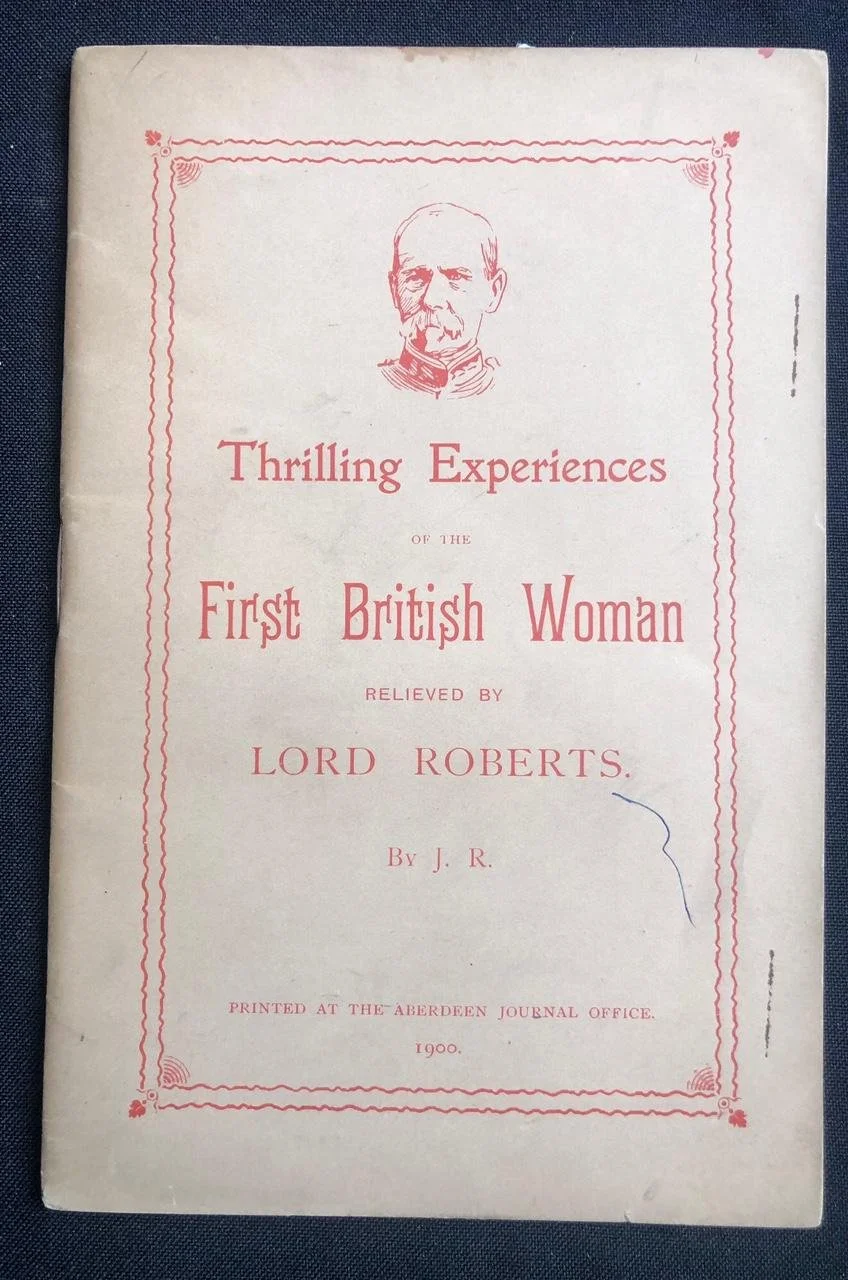 Thrilling Experiences
OF THE
First British Woman
RELIEVED BY
LORD ROBERTS.
By J. R.
PRINTED AT THE ABERDEEN JOURNAL OFFICE.
1900.